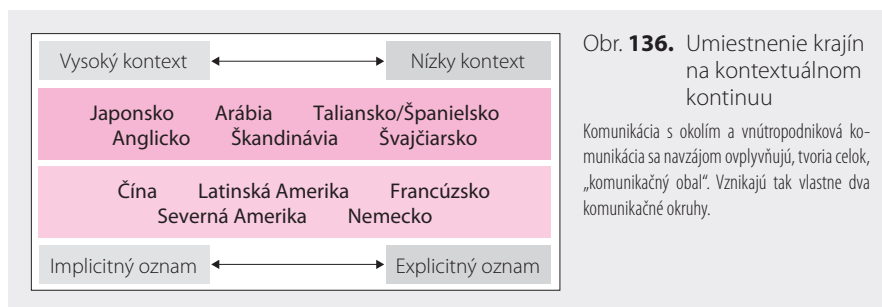 Vysoký kontext
Nízky kontext
Japonsko Arábia Taliansko/Španielsko
Anglicko Škandinávia Švajčiarsko
Čína Latinská Amerika Francúzsko
Severná Amerika Nemecko
Implicitný oznam
Explicitný oznam
Obr. 136. Umiestnenie krajín
na kontextuálnom
kontinuu
Komunikácia s okolím a vnútropodniková ko-
munikácia sa navzájom ovplyvňujú, tvoria celok,
„komunikačný obal“. Vznikajú tak vlastne dva
komunikačné okruhy.